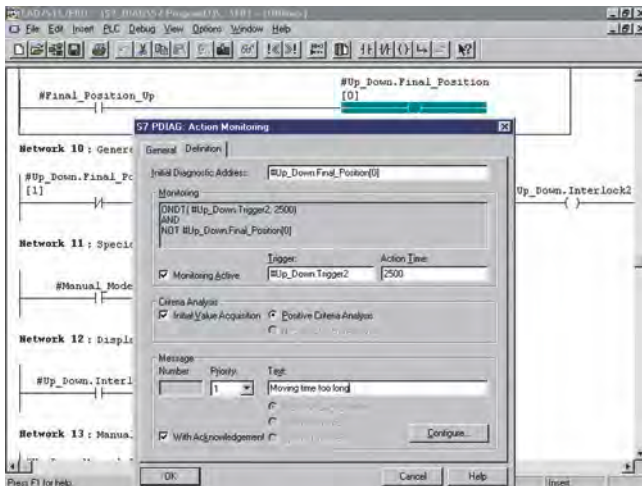 File Edit Insert PLC Debug View Options Window Help
#Up_Down.Final_Position
#Final_Position_Up [0]
S7 PDIAG: Action Monitoring
Network 10: General Definition
#Up_Down.Final_Po
[1]
Initial Diagnostic Address: #Up_Down.Final_Position[0]
Monitoring
ONDT( #Up_Down.Trigger2, 2500)
AND
NOT #Up_Down.Final_Position[0]
Up_Down.Interlock2
Network 11: Specia
Trigger: Action Time:
Monitoring Active #Up_Down.Trigger2 2500
#Manual_Mode
Criteria Analysis
Initial Value Acquisition Positive Criteria Analysis
Network 12: Displa
Message
Number: Priority: Text:
1 Moving time too long
#Up_Down.Interl
With Acknowledgement Configure...
Network 13: Manua
OK Cancel Help
Press F1 for help. Insert